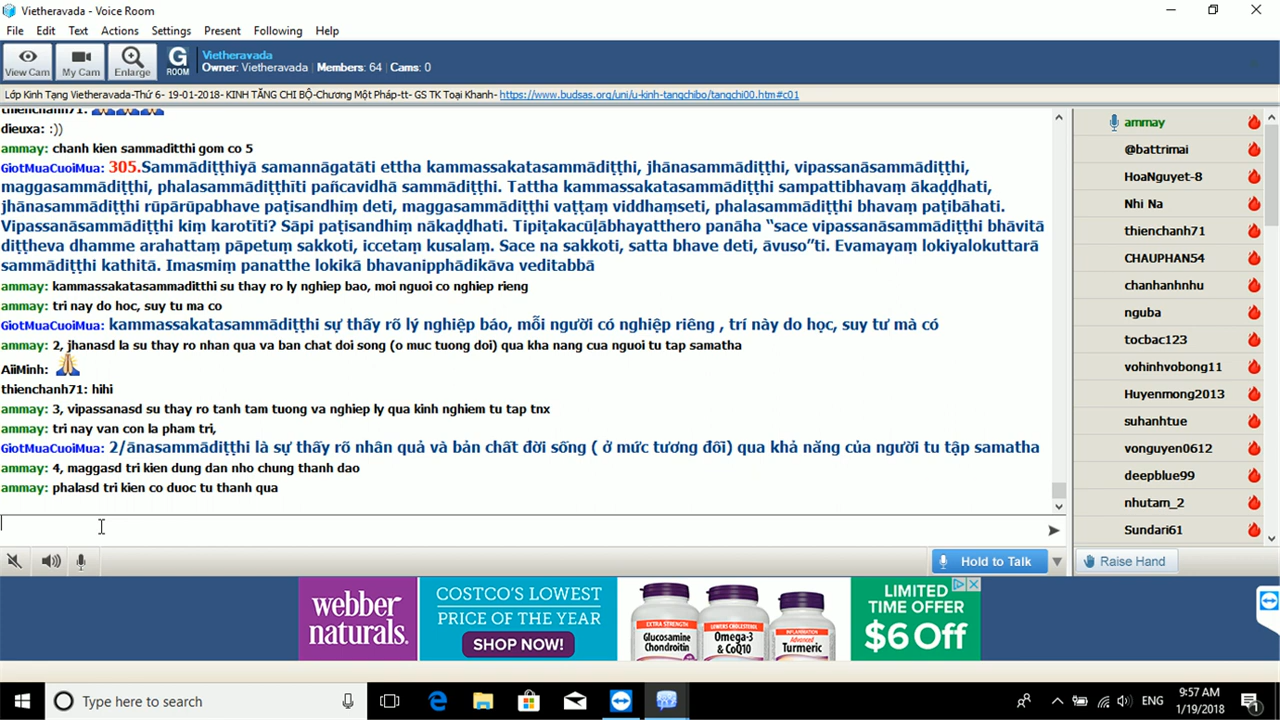 Vietheravada - Voice Room
File Edit Text Actions Settings Present Following Help
View Cam My Cam Enlarge G ROOM
Vietheravada
Owner: Vietheravada | Members: 64 | Cams: 0
Lớp Kinh Tạng Vietheravada-Thứ 6- 19-01-2018- KINH TĂNG CHI BỘ-Chương Một Pháp-tt- GS TK Toại Khanh- https://www.budsas.org/uni/u-kinh-tangchibo/tangchi00.htm#c01
thienchanh71:
dieuxa: :))
ammay: chanh kien sammaditthi gom co 5
GiotMuaCuoiMua: 305.Sammādiṭṭhiyā samannāgatāti ettha kammassakatasammādiṭṭhi, jhānasammādiṭṭhi, vipassanāsammādiṭṭhi,
maggasammādiṭṭhi, phalasammādiṭṭhīti pañcavidhā sammādiṭṭhi. Tattha kammassakatasammādiṭṭhi sampattibhavaṃ ākaḍḍhati,
jhānasammādiṭṭhi rūpārūpabhave paṭisandhiṃ deti, maggasammādiṭṭhi vaṭṭaṃ viddhaṃseti, phalasammādiṭṭhi bhavaṃ paṭibāhati.
Vipassanāsammādiṭṭhi kiṃ karotīti? Sāpi paṭisandhiṃ nākaḍḍhati. Tipiṭakacūḷābhayatthero panāha “sace vipassanāsammādiṭṭhi bhāvitā
diṭṭheva dhamme arahattaṃ pāpetuṃ sakkoti, iccetaṃ kusalaṃ. Sace na sakkoti, satta bhave deti, āvuso”ti. Evamayaṃ lokiyalokuttarā
sammādiṭṭhi kathitā. Imasmiṃ panatthe lokikā bhavanipphādikāva veditabbā
ammay: kammassakatasammaditthi su thay ro ly nghiep bao, moi nguoi co nghiep rieng
ammay: tri nay do hoc, suy tu ma co
GiotMuaCuoiMua: kammassakatasammādiṭṭhi sự thấy rõ lý nghiệp báo, mỗi người có nghiệp riêng , trí này do học, suy tư mà có
ammay: 2, jhanasd la su thay ro nhan qua va ban chat doi song (o muc tuong doi) qua kha nang cua nguoi tu tap samatha
AiiMinh:
thienchanh71: hihi
ammay: 3, vipassanasd su thay ro tanh tam tuong va nghiep ly qua kinh nghiem tu tap tnx
ammay: tri nay van con la pham tri,
GiotMuaCuoiMua: 2/ānasammādiṭṭhi là sự thấy rõ nhân quả và bản chất đời sống ( ở mức tương đối) qua khả năng của người tu tập samatha
ammay: 4, maggasd tri kien dung dan nho chung thanh dao
ammay: phalasd tri kien co duoc tu thanh qua
ammay
@battrimai
HoaNguyet-8
Nhi Na
thienchanh71
CHAUPHAN54
chanhanhnhu
nguba
tocbac123
vohinhvobong11
Huyenmong2013
suhanhtue
vonguyen0612
deepblue99
nhutam_2
Sundari61
Hold to Talk
Raise Hand
webber naturals.
COSTCO'S LOWEST
PRICE OF THE YEAR
SHOP NOW!
EXTRA STRENGTH
Glucosamine
Chondroitin
LOWERS CHOLESTEROL
Omega-3
& CoQ10
INFLAMMATION
Advanced
Turmeric
LIMITED
TIME OFFER
$6 Off
Type here to search
ENG
9:57 AM
1/19/2018
1